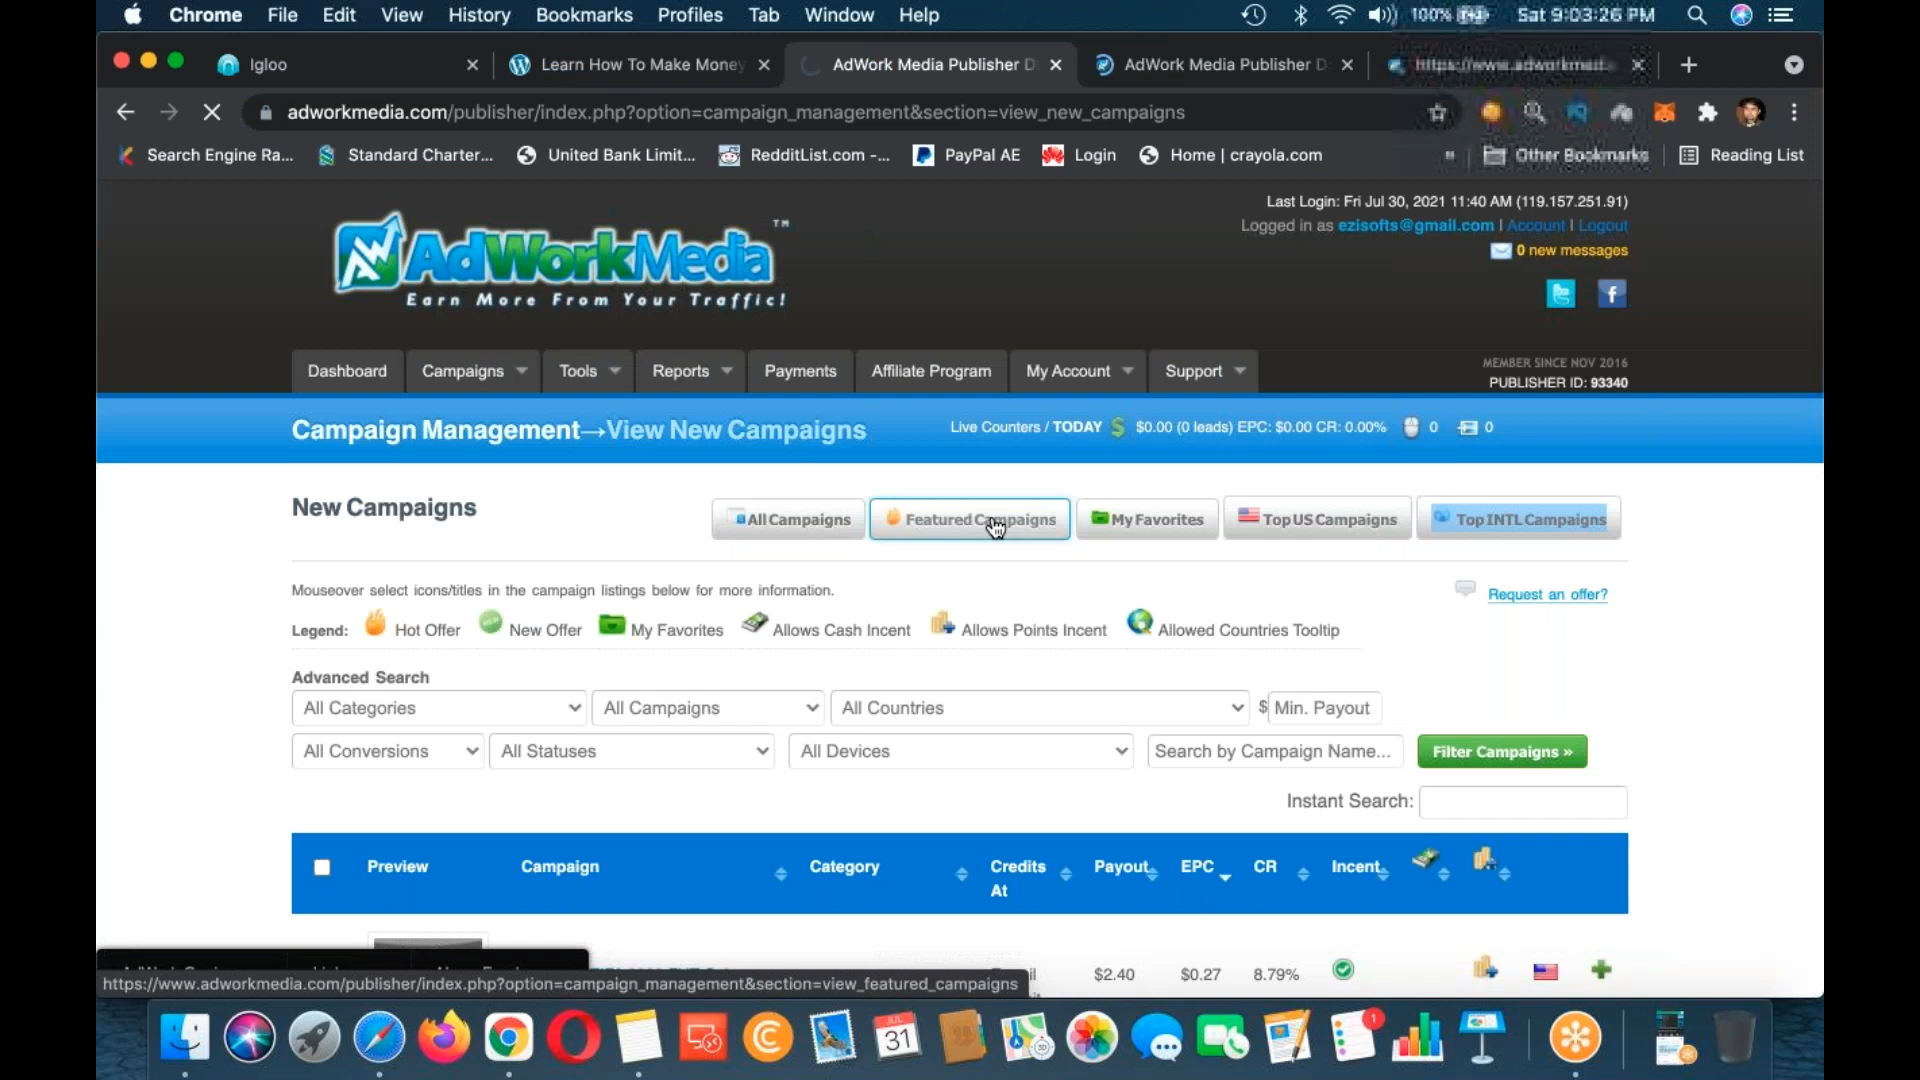 Chrome File Edit View History Bookmarks Profiles Tab Window Help 100% Sat 9:03:26 PM
Igloo Learn How To Make Money AdWork Media Publisher D AdWork Media Publisher D https://www.adworkmedia
adworkmedia.com/publisher/index.php?option=campaign_management&section=view_new_campaigns
Search Engine Ra... Standard Charter... United Bank Limit... RedditList.com -... PayPal AE Login Home | crayola.com » Other Bookmarks Reading List
Last Login: Fri Jul 30, 2021 11:40 AM (119.157.251.91)
Logged in as ezisofts@gmail.com | Account | Logout
0 new messages
AdWorkMedia™
Earn More From Your Traffic!
Dashboard Campaigns Tools Reports Payments Affiliate Program My Account Support
MEMBER SINCE NOV 2016
PUBLISHER ID: 93340
Campaign Management→View New Campaigns
Live Counters / TODAY $0.00 (0 leads) EPC: $0.00 CR: 0.00% 0 0
New Campaigns
All Campaigns Featured Campaigns My Favorites Top US Campaigns Top INTL Campaigns
Mouseover select icons/titles in the campaign listings below for more information.
Request an offer?
Legend: Hot Offer New Offer My Favorites Allows Cash Incent Allows Points Incent Allowed Countries Tooltip
Advanced Search
All Categories All Campaigns All Countries $ Min. Payout
All Conversions All Statuses All Devices Search by Campaign Name... Filter Campaigns »
Instant Search:
Preview Campaign Category Credits At Payout EPC CR Incent
$2.40 $0.27 8.79%
https://www.adworkmedia.com/publisher/index.php?option=campaign_management&section=view_featured_campaigns
JUL
31
3D
1